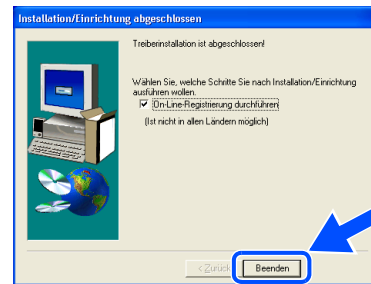 Installation/Einrichtung abgeschlossen
Treiberinstallation ist abgeschlossen!
Wählen Sie, welche Schritte Sie nach Installation/Einrichtung
ausführen wollen.
On-Line-Registrierung durchführen
(Ist nicht in allen Ländern möglich)
< Zurück
Beenden